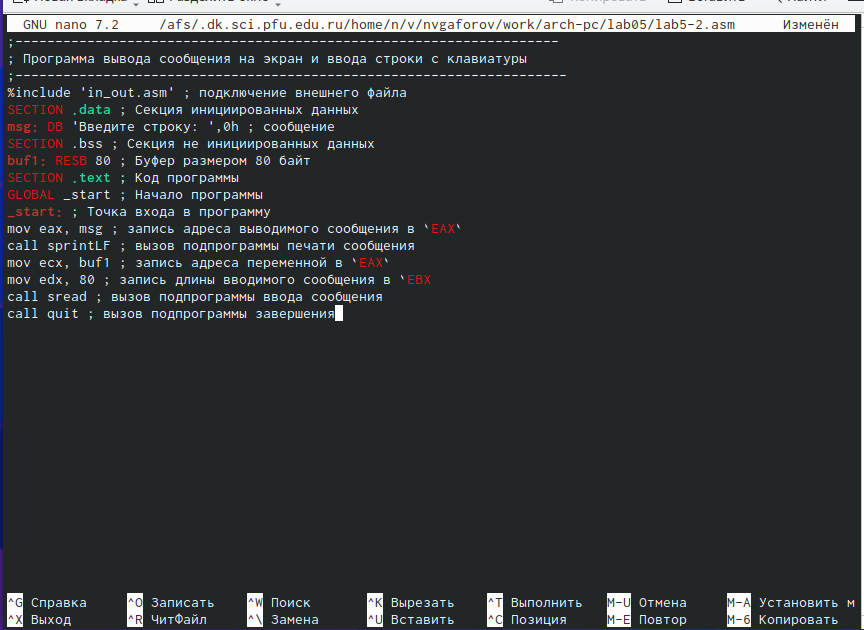 GNU nano 7.2 /afs/.dk.sci.pfu.edu.ru/home/n/v/nvgaforov/work/arch-pc/lab05/lab5-2.asm Изменён
;--------------------------------------------------------------------
; Программа вывода сообщения на экран и ввода строки с клавиатуры
;---------------------------------------------------------------------
%include 'in_out.asm' ; подключение внешнего файла
SECTION .data ; Секция инициированных данных
msg: DB 'Введите строку: ',0h ; сообщение
SECTION .bss ; Секция не инициированных данных
buf1: RESB 80 ; Буфер размером 80 байт
SECTION .text ; Код программы
GLOBAL _start ; Начало программы
_start: ; Точка входа в программу
mov eax, msg ; запись адреса выводимого сообщения в `EAX`
call sprintLF ; вызов подпрограммы печати сообщения
mov ecx, buf1 ; запись адреса переменной в `EAX`
mov edx, 80 ; запись длины вводимого сообщения в `EBX
call sread ; вызов подпрограммы ввода сообщения
call quit ; вызов подпрограммы завершения
^G Справка ^O Записать ^W Поиск ^K Вырезать ^T Выполнить M-U Отмена M-A Установить м
^X Выход ^R ЧитФайл ^\ Замена ^U Вставить ^C Позиция M-E Повтор M-6 Копировать